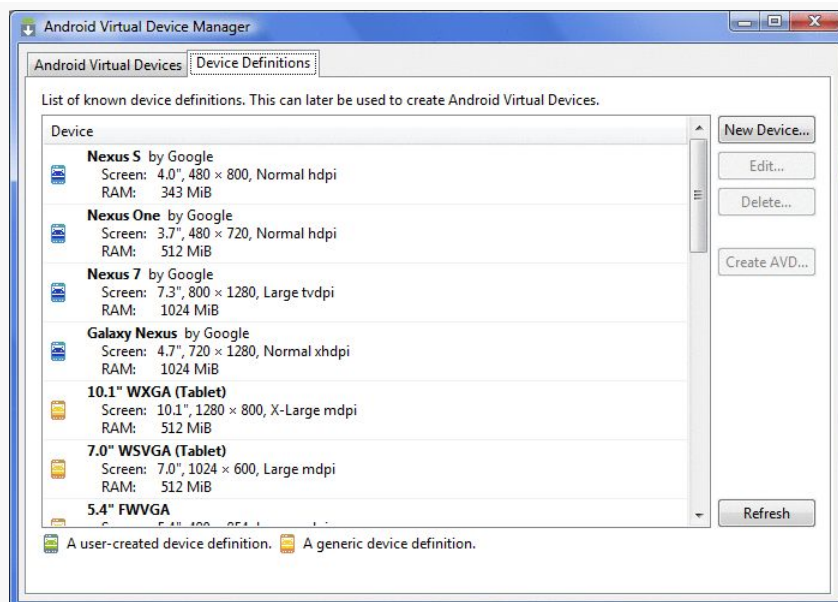 Android Virtual Device Manager
Android Virtual Devices
Device Definitions
List of known device definitions. This can later be used to create Android Virtual Devices.
Device
Nexus S by Google
Screen: 4.0", 480 × 800, Normal hdpi
RAM: 343 MiB
Nexus One by Google
Screen: 3.7", 480 × 720, Normal hdpi
RAM: 512 MiB
Nexus 7 by Google
Screen: 7.3", 800 × 1280, Large tvdpi
RAM: 1024 MiB
Galaxy Nexus by Google
Screen: 4.7", 720 × 1280, Normal xhdpi
RAM: 1024 MiB
10.1" WXGA (Tablet)
Screen: 10.1", 1280 × 800, X-Large mdpi
RAM: 512 MiB
7.0" WSVGA (Tablet)
Screen: 7.0", 1024 × 600, Large mdpi
RAM: 512 MiB
5.4" FWVGA
New Device...
Edit...
Delete...
Create AVD...
Refresh
A user-created device definition.
A generic device definition.